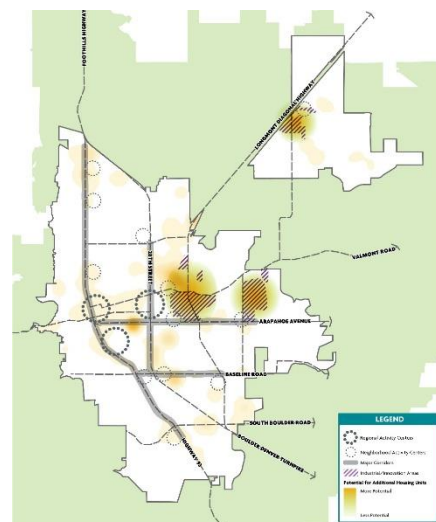 FOOTHILLS HIGHWAY
LONGMONT DIAGONAL HIGHWAY
VALMONT ROAD
28TH STREET
ARAPAHOE AVENUE
BASELINE ROAD
SOUTH BOULDER ROAD
BOULDER DENVER TURNPIKE
HIGHWAY 93
LEGEND
Regional Activity Centers
Neighborhood Activity Centers
Major Corridors
Industrial/Innovation Areas
Potential for Additional Housing Units
More Potential
Less Potential